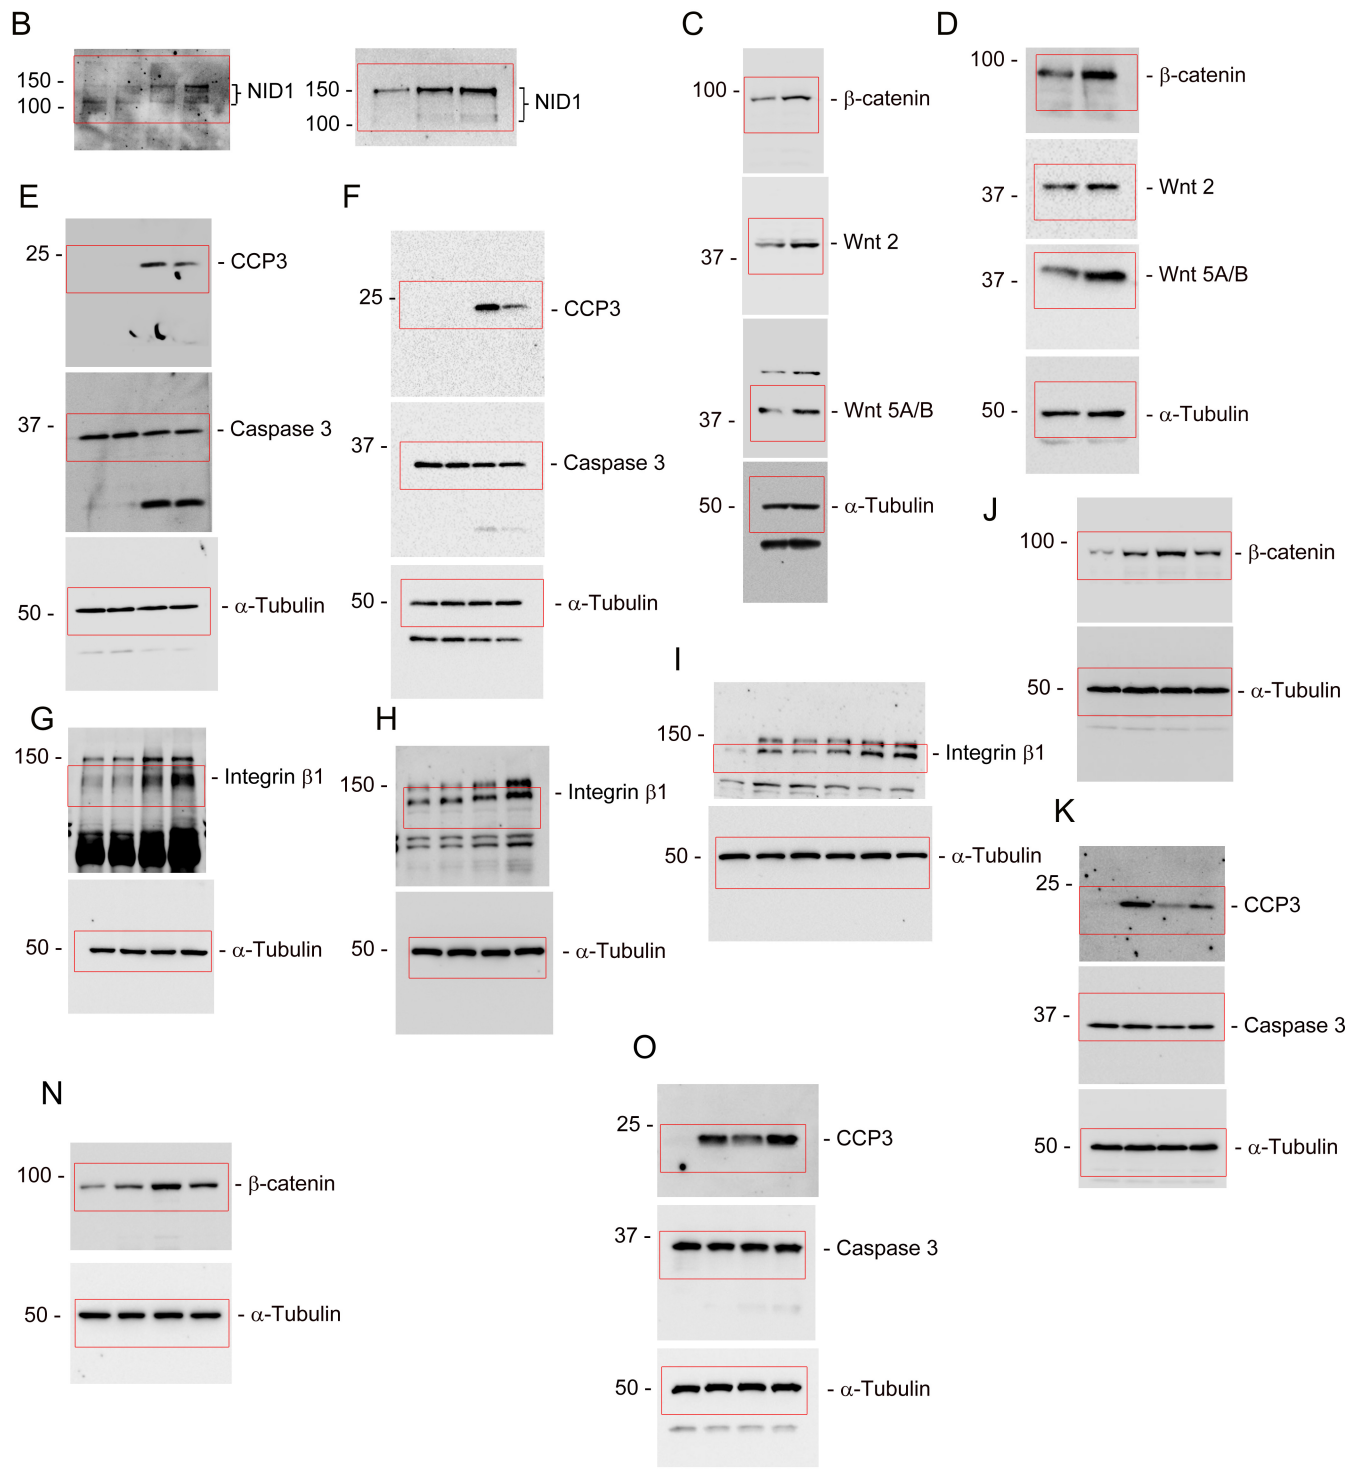 B
150 -
100 -
NID1
150 -
100 -
NID1
C
100 -
- β-catenin
37 -
- Wnt 2
37 -
- Wnt 5A/B
50 -
- α-Tubulin
D
100 -
- β-catenin
37 -
- Wnt 2
37 -
- Wnt 5A/B
50 -
- α-Tubulin
E
25 -
- CCP3
37 -
- Caspase 3
50 -
- α-Tubulin
F
25 -
- CCP3
37 -
- Caspase 3
50 -
- α-Tubulin
G
150 -
- Integrin β1
50 -
- α-Tubulin
H
150 -
- Integrin β1
50 -
- α-Tubulin
I
150 -
- Integrin β1
50 -
- α-Tubulin
J
100 -
- β-catenin
50 -
- α-Tubulin
K
25 -
- CCP3
37 -
- Caspase 3
50 -
- α-Tubulin
N
100 -
- β-catenin
50 -
- α-Tubulin
O
25 -
- CCP3
37 -
- Caspase 3
50 -
- α-Tubulin